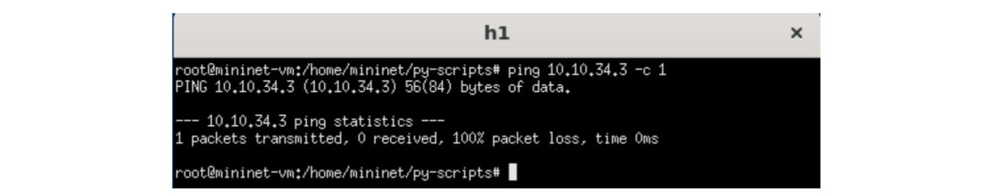 h1 ×
root@mininet-vm:/home/mininet/py-scripts# ping 10.10.34.3 -c 1
PING 10.10.34.3 (10.10.34.3) 56(84) bytes of data.
--- 10.10.34.3 ping statistics ---
1 packets transmitted, 0 received, 100% packet loss, time 0ms
root@mininet-vm:/home/mininet/py-scripts#